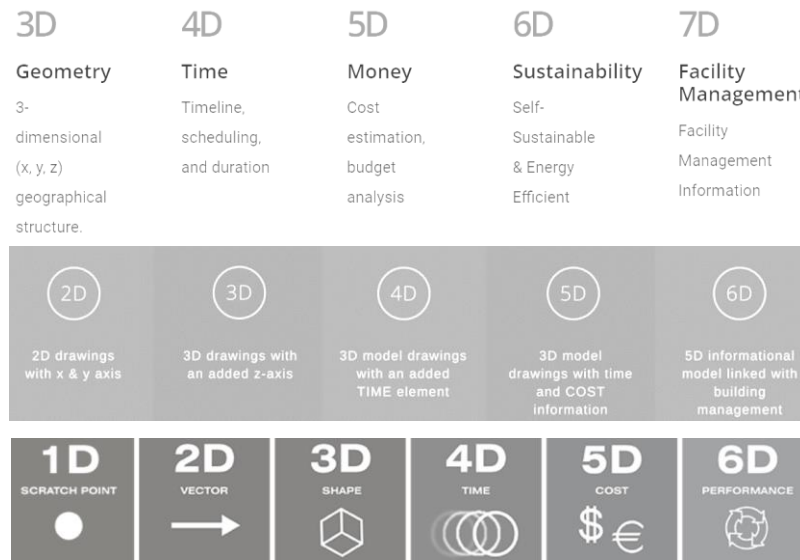 3D
Geometry
3-
dimensional
(x, y, z)
geographical
structure.
4D
Time
Timeline,
scheduling,
and duration
5D
Money
Cost
estimation,
budget
analysis
6D
Sustainability
Self-
Sustainable
& Energy
Efficient
7D
Facility
Management
Facility
Management
Information
2D
2D drawings
with x & y axis
3D
3D drawings with
an added z-axis
4D
3D model drawings
with an added
TIME element
5D
3D model
drawings with time
and COST
information
6D
5D informational
model linked with
building
management
1D
SCRATCH POINT
2D
VECTOR
3D
SHAPE
4D
TIME
5D
COST
$ €
6D
PERFORMANCE